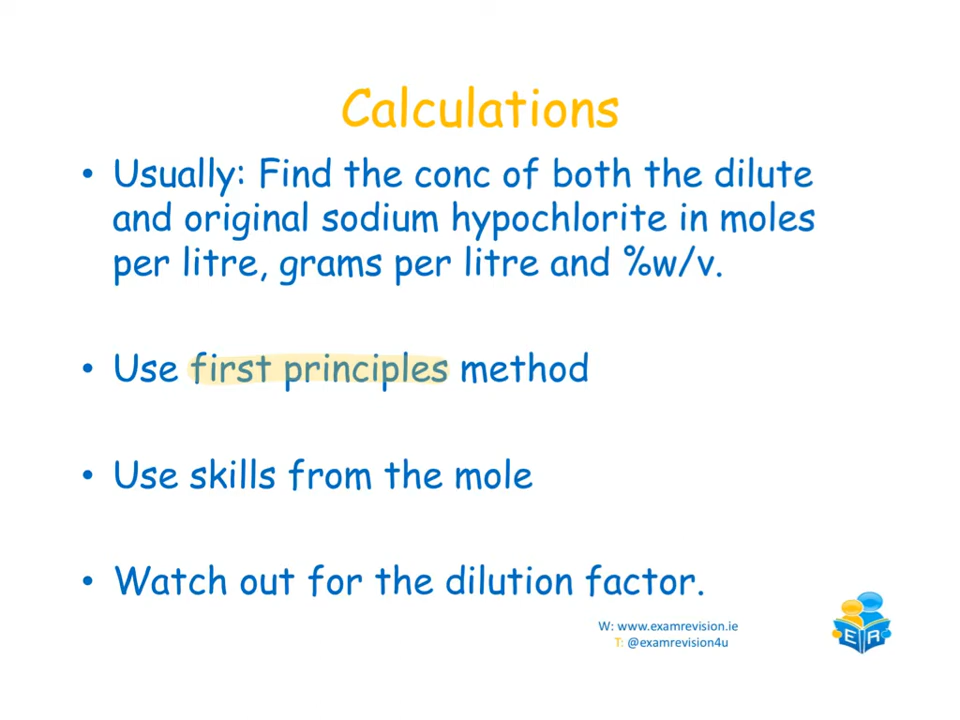 Calculations
• Usually: Find the conc of both the dilute
and original sodium hypochlorite in moles
per litre, grams per litre and %w/v.
• Use first principles method
• Use skills from the mole
• Watch out for the dilution factor.
W: www.examrevision.ie
T: @examrevision4u
E R